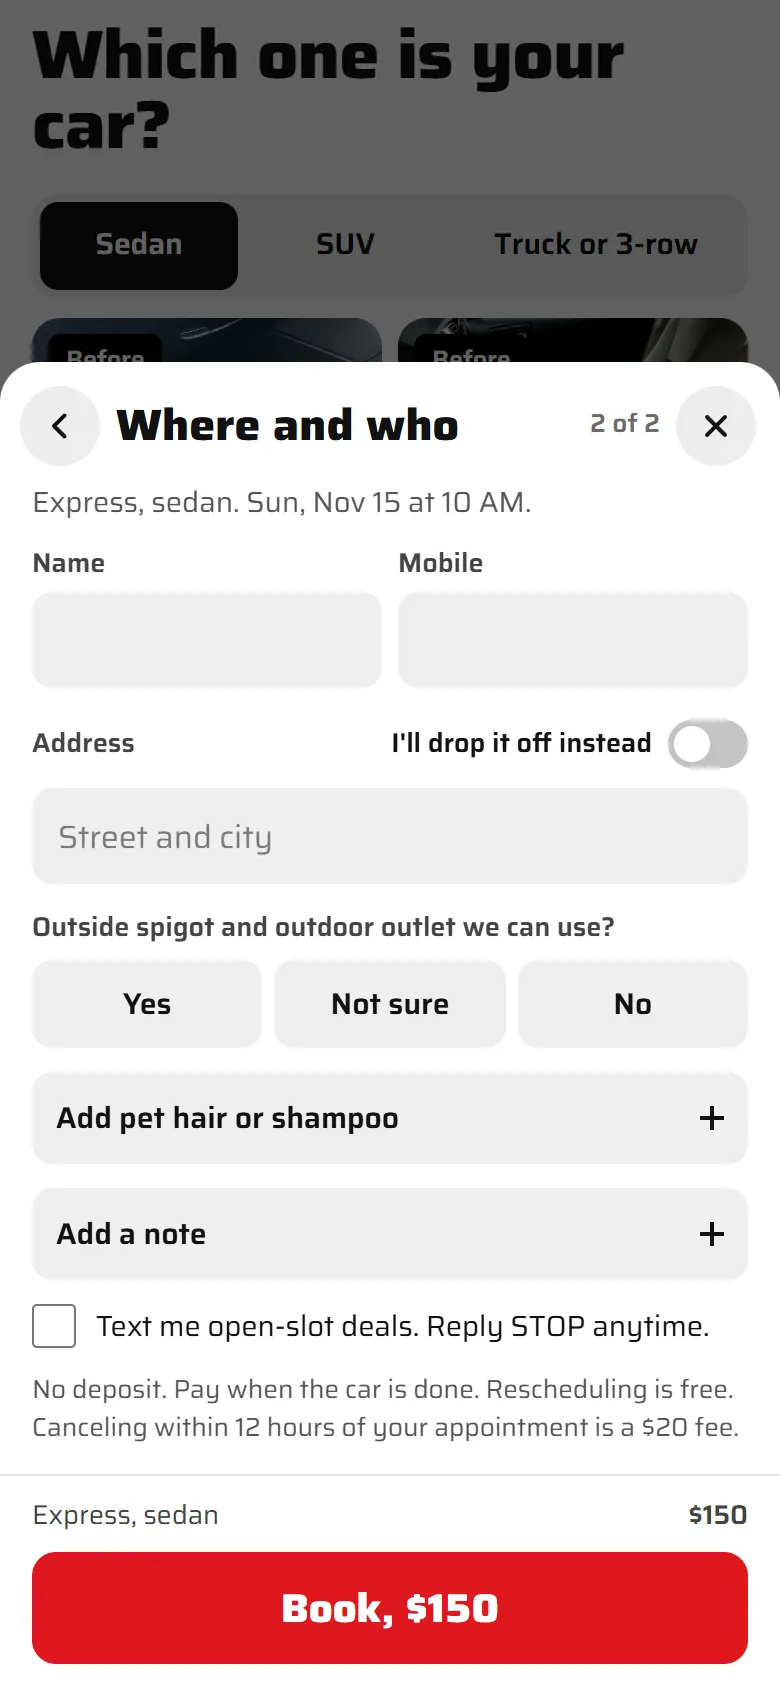 Which one is your
car?
Sedan
SUV
Truck or 3-row
Before
Before
Where and who
2 of 2
Express, sedan. Sun, Nov 15 at 10 AM.
Name
Mobile
Address
I'll drop it off instead
Street and city
Outside spigot and outdoor outlet we can use?
Yes
Not sure
No
Add pet hair or shampoo
Add a note
Text me open-slot deals. Reply STOP anytime.
No deposit. Pay when the car is done. Rescheduling is free.
Canceling within 12 hours of your appointment is a $20 fee.
Express, sedan
$150
Book, $150